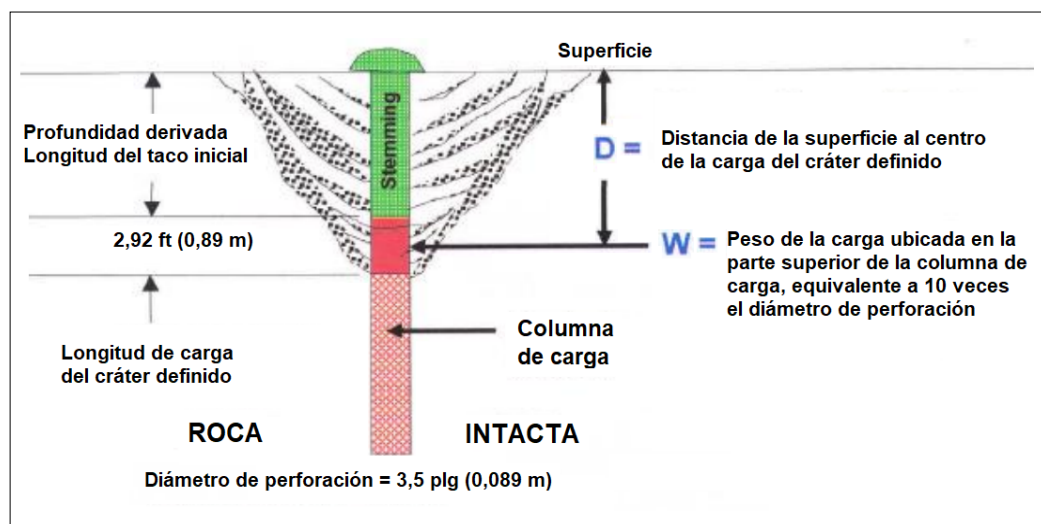 Superficie
Stemming
Profundidad derivada
Longitud del taco inicial
D =
Distancia de la superficie al centro
de la carga del cráter definido
2,92 ft (0,89 m)
W =
Peso de la carga ubicada en la
parte superior de la columna de
carga, equivalente a 10 veces
el diámetro de perforación
Longitud de carga
del cráter definido
Columna
de carga
ROCA
INTACTA
Diámetro de perforación = 3,5 plg (0,089 m)